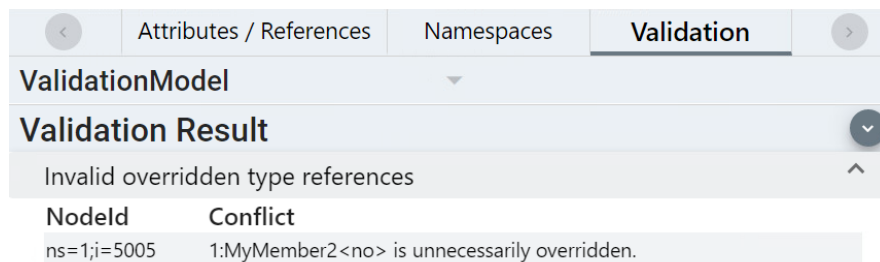 Attributes / References Namespaces Validation
ValidationModel
Validation Result
Invalid overridden type references
NodeId Conflict
ns=1;i=5005 1:MyMember2<no> is unnecessarily overridden.